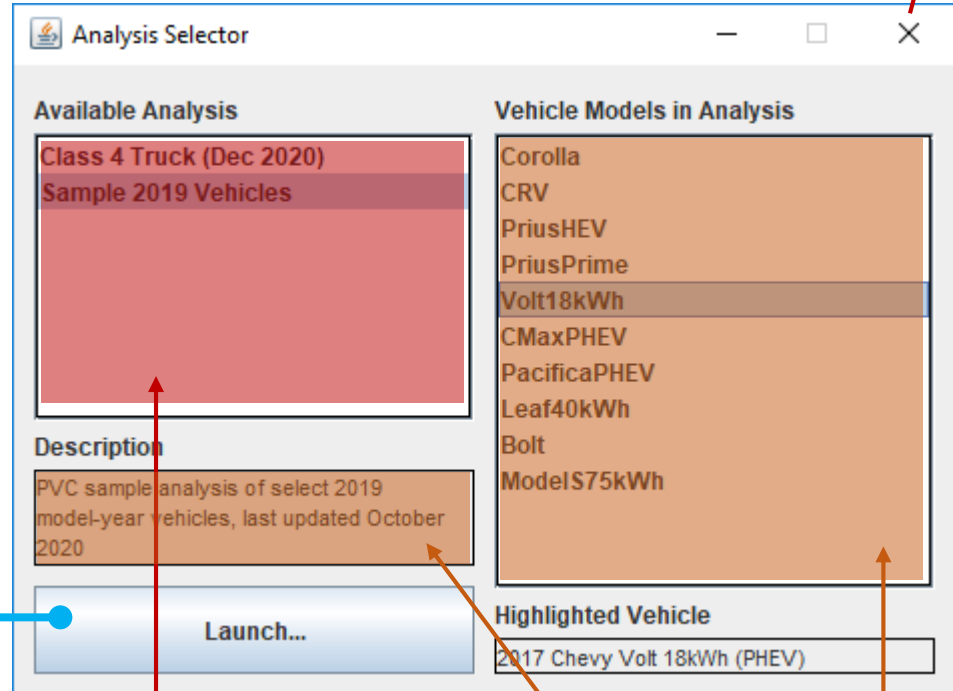 Analysis Selector
Available Analysis
Class 4 Truck (Dec 2020)
Sample 2019 Vehicles
Description
PVC sample analysis of select 2019
model-year vehicles, last updated October
2020
Launch...
Vehicle Models in Analysis
Corolla
CRV
PriusHEV
PriusPrime
Volt18kWh
CMaxPHEV
PacificaPHEV
Leaf40kWh
Bolt
ModelS75kWh
Highlighted Vehicle
2017 Chevy Volt 18kWh (PHEV)